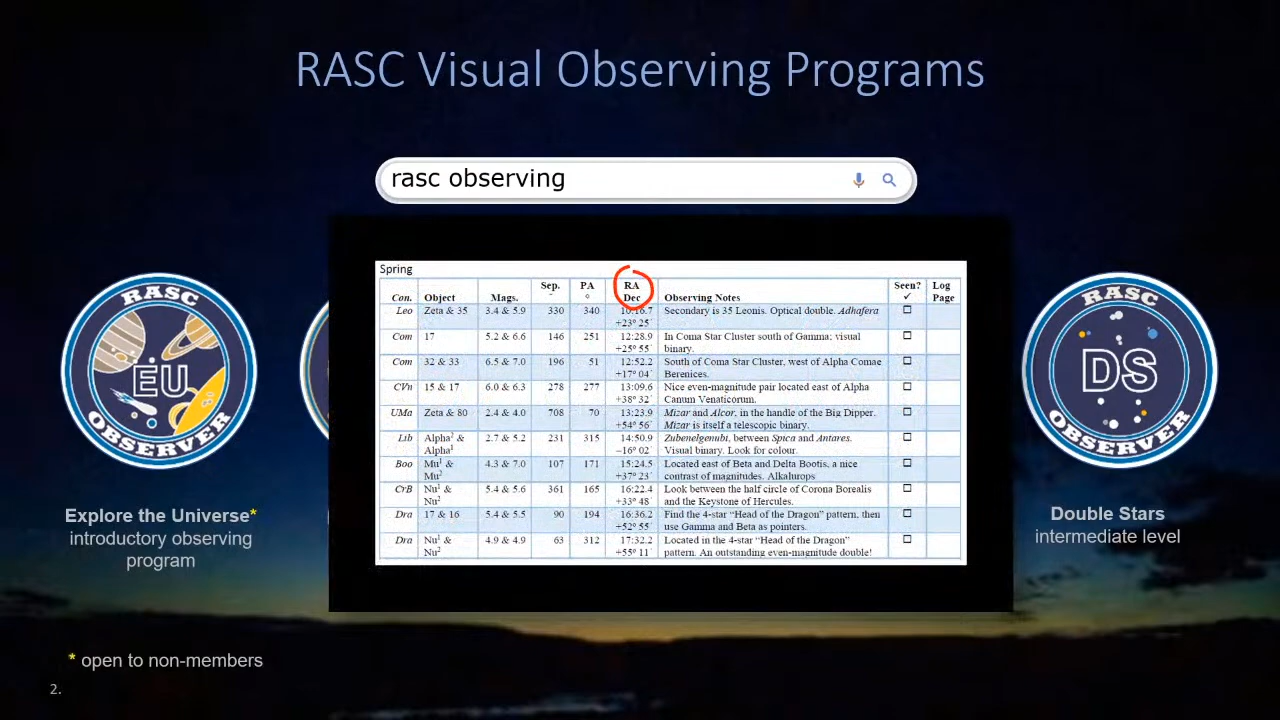 RASC Visual Observing Programs
rasc observing
Spring
Con. Object Mags. Sep. " PA ° RA Dec Observing Notes Seen? ✓ Log Page
Leo Zeta & 35 3.4 & 5.9 330 340 10:16.7 Secondary is 35 Leonis. Optical double. Adhafera ☐
+23° 25´
Com 17 5.2 & 6.6 146 251 12:28.9 In Coma Star Cluster south of Gamma: visual ☐
+25° 55´ binary.
Com 32 & 33 6.5 & 7.0 196 51 12:52.2 South of Coma Star Cluster, west of Alpha Comae ☐
+17° 04´ Berenices.
CVn 15 & 17 6.0 & 6.3 278 277 13:09.6 Nice even-magnitude pair located east of Alpha ☐
+38° 32´ Canum Venaticorum.
UMa Zeta & 80 2.4 & 4.0 708 70 13:23.9 Mizar and Alcor, in the handle of the Big Dipper. ☐
+54° 56´ Mizar is itself a telescopic binary.
Lib Alpha² & 2.7 & 5.2 231 315 14:50.9 Zubenelgenubi, between Spica and Antares. ☐
Alpha¹ −16° 02´ Visual binary. Look for colour.
Boo Mu¹ & 4.3 & 7.0 107 171 15:24.5 Located east of Beta and Delta Bootis, a nice ☐
Mu² +37° 23´ contrast of magnitudes. Alkalurops
CrB Nu¹ & 5.4 & 5.6 361 165 16:22.4 Look between the half circle of Corona Borealis ☐
Nu² +33° 48´ and the Keystone of Hercules.
Dra 17 & 16 5.4 & 5.5 90 194 16:36.2 Find the 4-star “Head of the Dragon” pattern, then ☐
+52° 55´ use Gamma and Beta as pointers.
Dra Nu¹ & 4.9 & 4.9 63 312 17:32.2 Located in the 4-star “Head of the Dragon” ☐
Nu² +55° 11´ pattern. An outstanding even-magnitude double!
RASC
EU
OBSERVER
Explore the Universe*
introductory observing
program
RASC
DS
OBSERVER
Double Stars
intermediate level
* open to non-members
2.